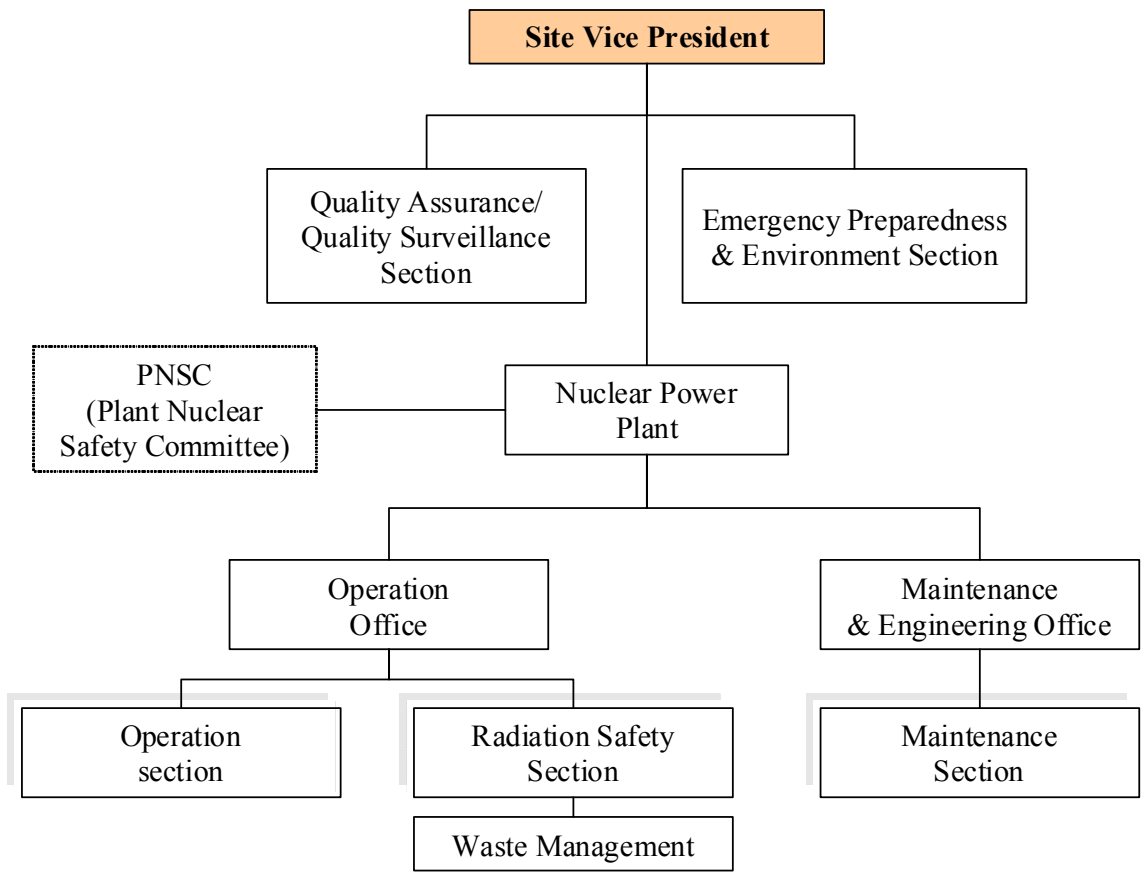 Site Vice President
Quality Assurance/
Quality Surveillance
Section
Emergency Preparedness
& Environment Section
PNSC
(Plant Nuclear
Safety Committee)
Nuclear Power
Plant
Operation
Office
Maintenance
& Engineering Office
Operation
section
Radiation Safety
Section
Maintenance
Section
Waste Management